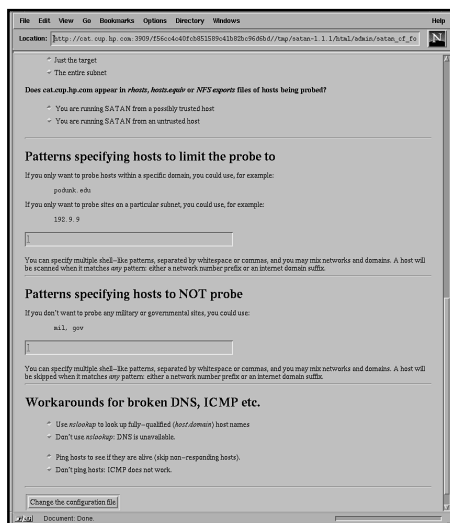 File Edit View Go Bookmarks Options Directory Windows Help
Location: http://cat.cup.hp.com:3909/f56cc4c40fcb851589c41b82bc96d6bd//tmp/satan-1.1.1/html/admin/satan_cf_fo
N
Just the target
The entire subnet
Does cat.cup.hp.com appear in rhosts, hosts.equiv or NFS exports files of hosts being probed?
You are running SATAN from a possibly trusted host
You are running SATAN from an untrusted host
Patterns specifying hosts to limit the probe to
If you only want to probe hosts within a specific domain, you could use, for example:
podunk.edu
If you only want to probe sites on a particular subnet, you could use, for example:
192.9.9
You can specify multiple shell-like patterns, separated by whitespace or commas, and you may mix networks and domains. A host will
be scanned when it matches any pattern: either a network number prefix or an internet domain suffix.
Patterns specifying hosts to NOT probe
If you don't want to probe any military or governmental sites, you could use:
mil, gov
You can specify multiple shell-like patterns, separated by whitespace or commas, and you may mix networks and domains. A host will
be skipped when it matches any pattern: either a network number prefix or an internet domain suffix.
Workarounds for broken DNS, ICMP etc.
Use nslookup to look up fully-qualified (host.domain) host names
Don't use nslookup: DNS is unavailable.
Ping hosts to see if they are alive (skip non-responding hosts).
Don't ping hosts: ICMP does not work.
Change the configuration file
Document: Done.